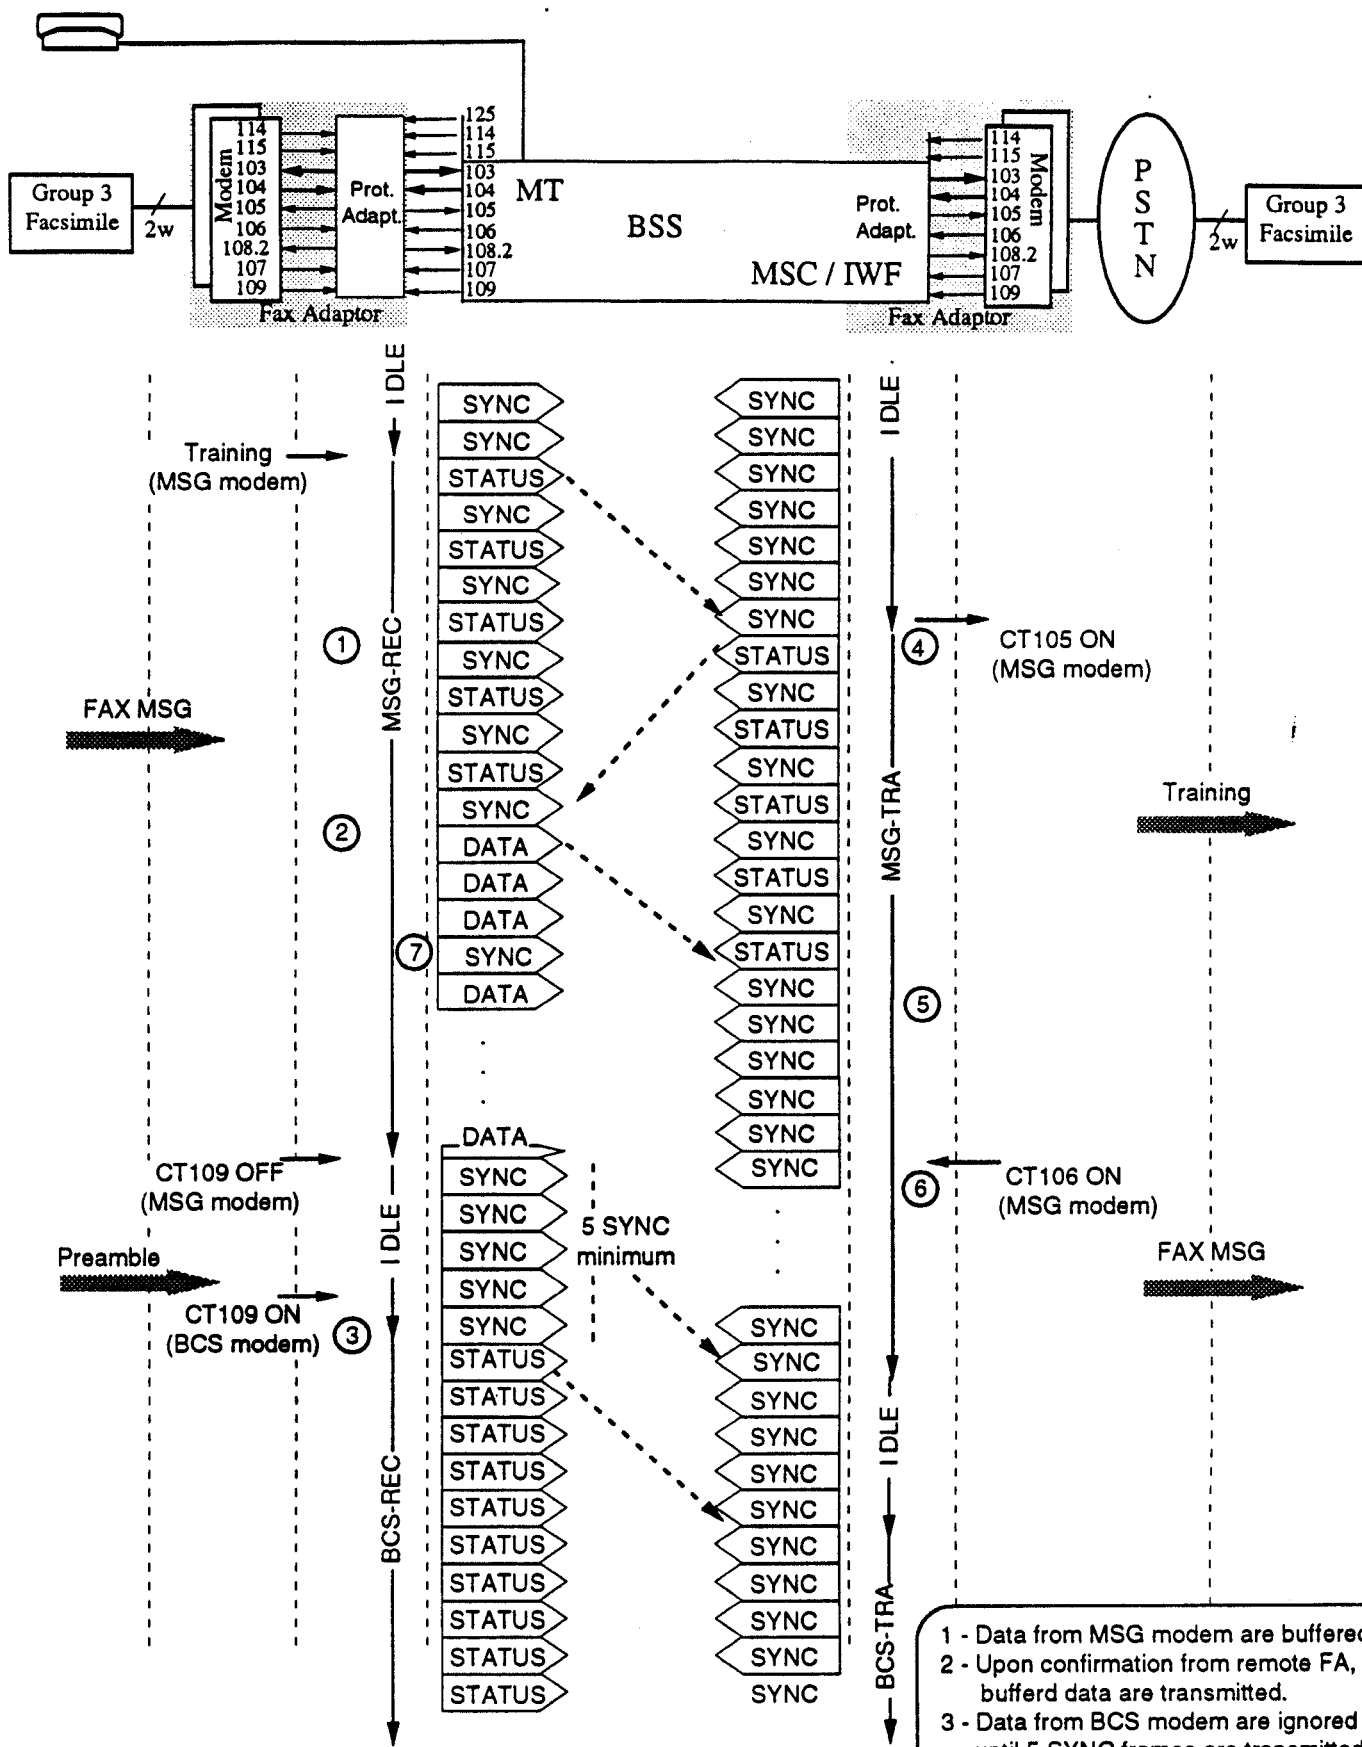 125
114
114
114
115
115
115
103
103
103
104
104
104
105
105
105
106
106
106
108.2
108.2
108.2
107
107
107
109
109
109
Modem
Prot.
Adapt.
MT
BSS
MSC / IWF
Prot.
Adapt.
Modem
P
S
T
N
Group 3
Facsimile
2w
2w
Group 3
Facsimile
Fax Adaptor
Fax Adaptor
IDLE
IDLE
SYNC
SYNC
SYNC
SYNC
Training
(MSG modem)
STATUS
SYNC
SYNC
SYNC
STATUS
SYNC
SYNC
SYNC
STATUS
SYNC
1
MSG-REC
4
CT105 ON
(MSG modem)
SYNC
STATUS
STATUS
SYNC
FAX MSG
SYNC
STATUS
STATUS
SYNC
SYNC
STATUS
Training
2
MSG-TRA
DATA
SYNC
DATA
STATUS
DATA
SYNC
7
SYNC
STATUS
DATA
SYNC
5
SYNC
SYNC
SYNC
DATA
SYNC
CT109 OFF
(MSG modem)
SYNC
SYNC
6
CT106 ON
(MSG modem)
IDLE
SYNC
5 SYNC
minimum
Preamble
SYNC
FAX MSG
SYNC
CT109 ON
(BCS modem)
3
SYNC
SYNC
STATUS
SYNC
STATUS
SYNC
IDLE
STATUS
SYNC
STATUS
SYNC
STATUS
SYNC
BCS-REC
STATUS
SYNC
STATUS
SYNC
BCS-TRA
STATUS
SYNC
STATUS
SYNC
STATUS
SYNC
1 - Data from MSG modem are buffered
2 - Upon confirmation from remote FA,
bufferd data are transmitted.
3 - Data from BCS modem are ignored
until 5 SYNC frames are transmitted